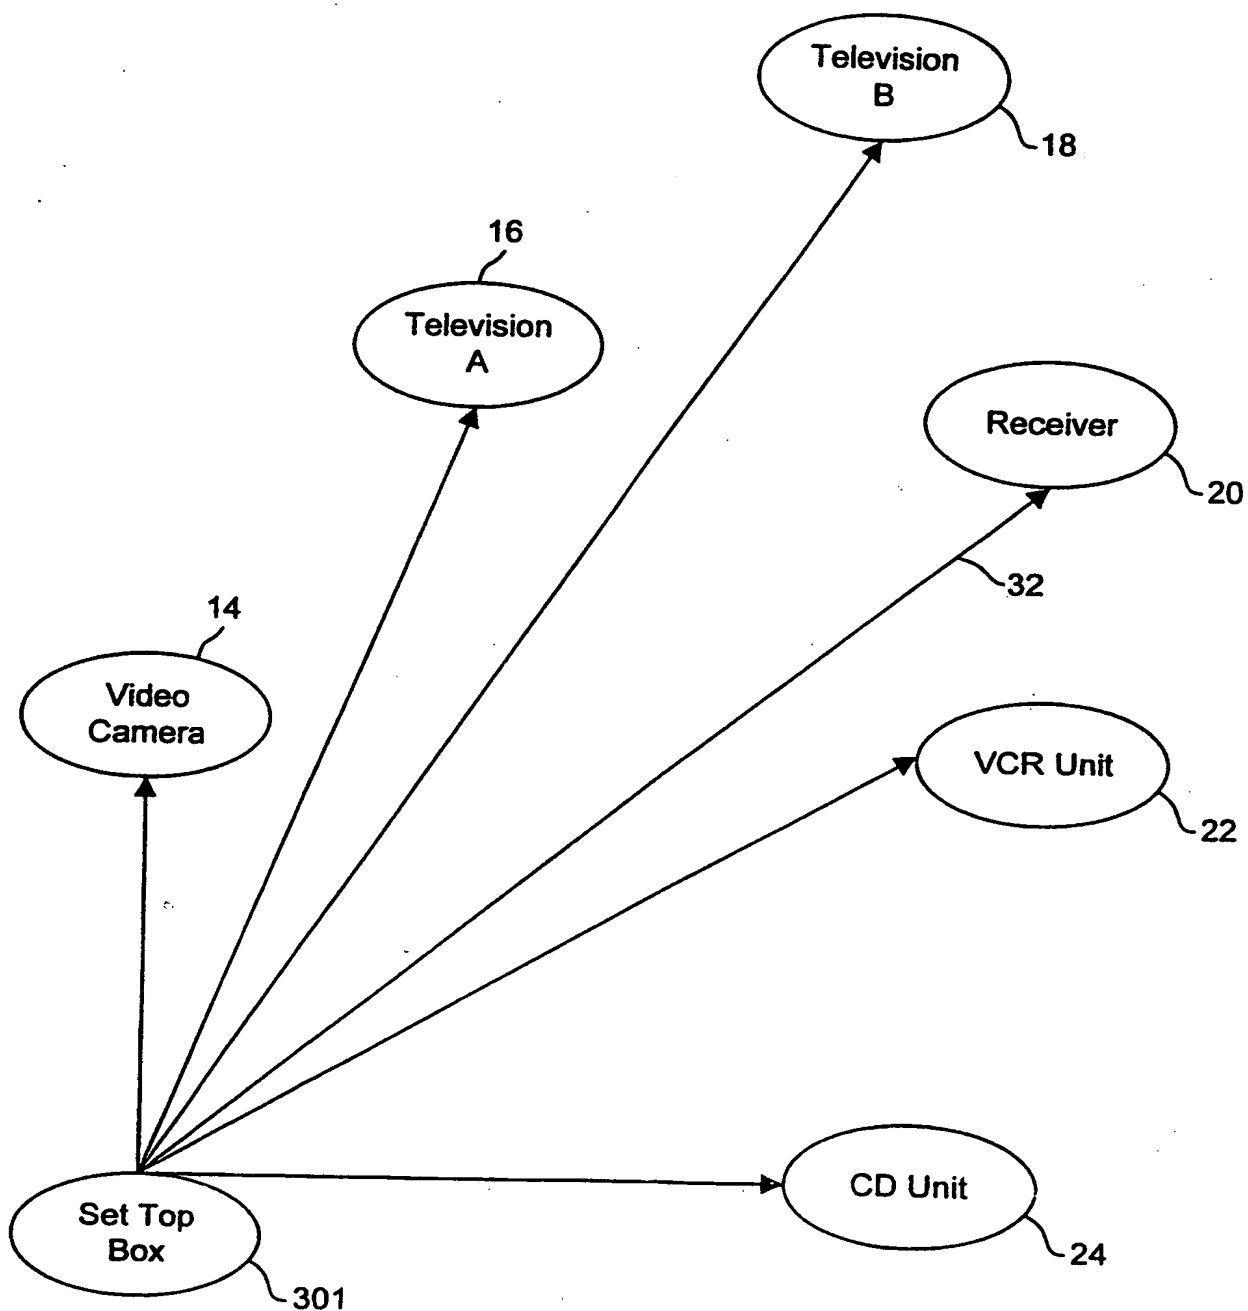 Television
B
18
16
Television
A
Receiver
20
32
14
Video
Camera
VCR Unit
22
CD Unit
24
Set Top
Box
301